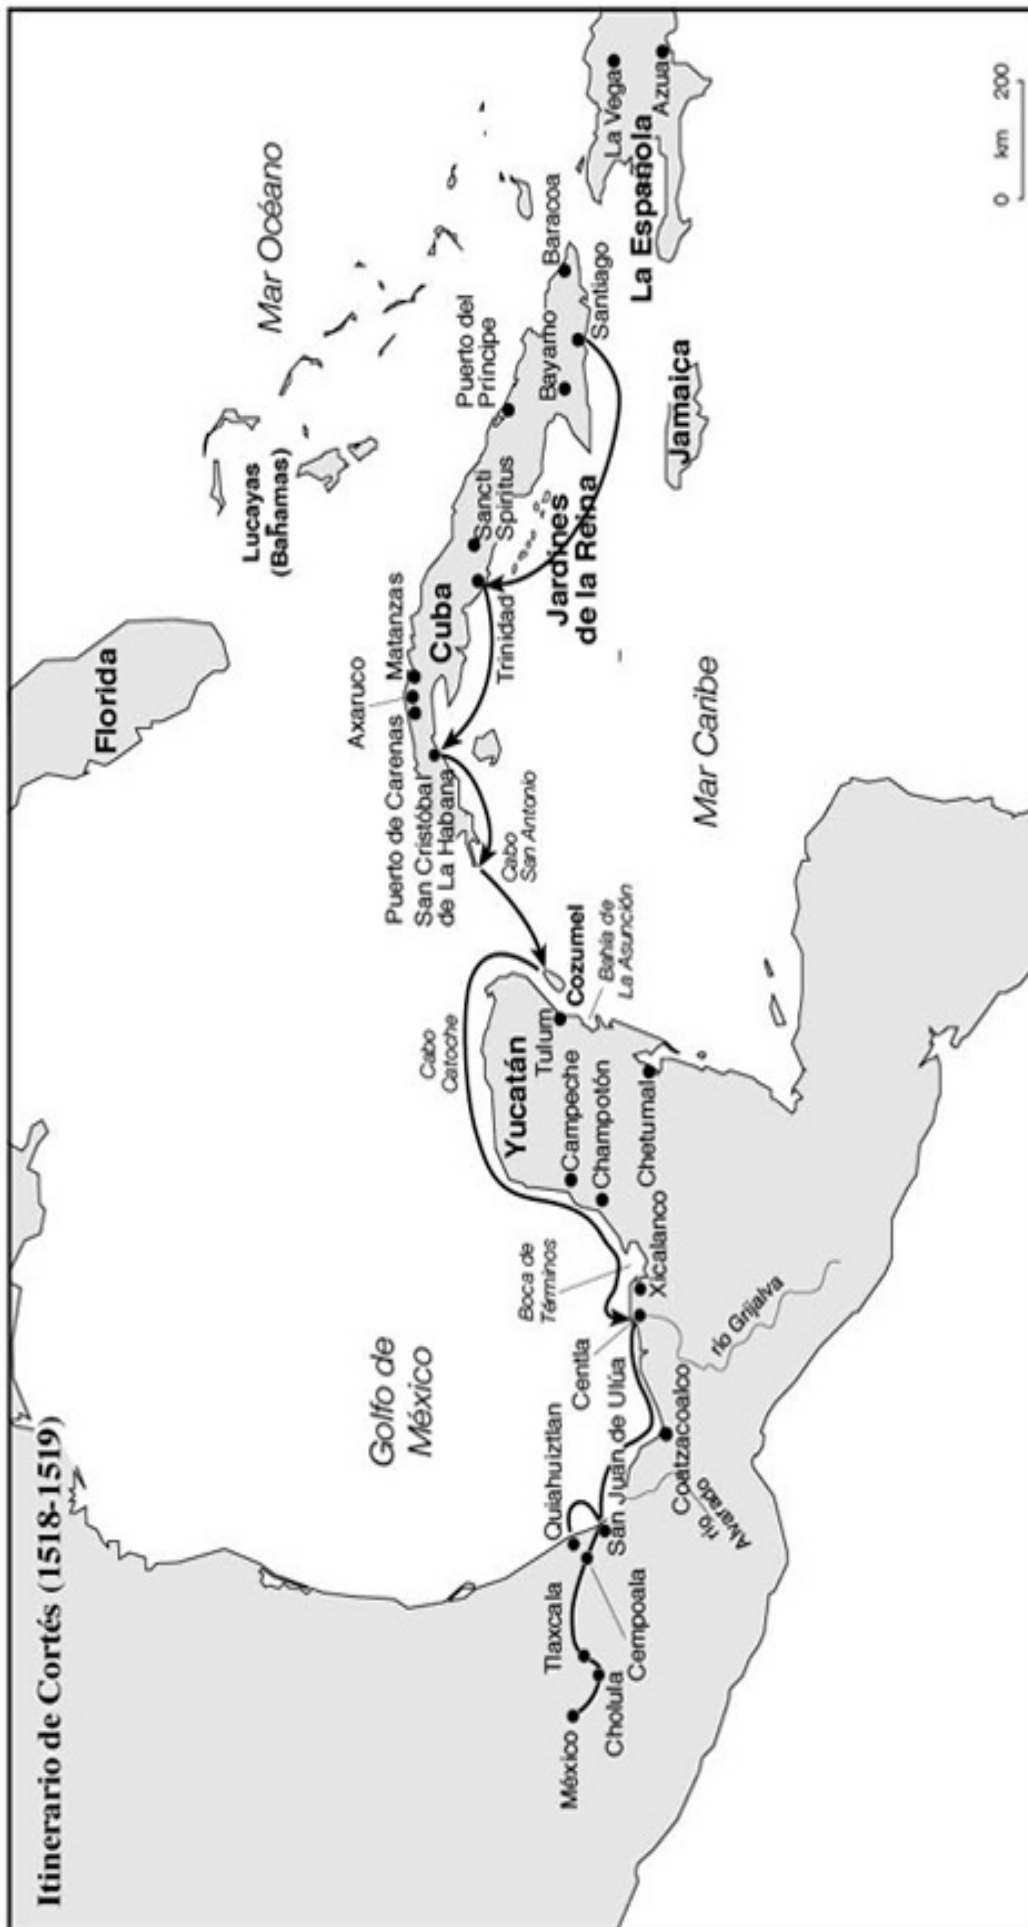 Itinerario de Cortés (1518-1519)
Florida
Mar Océano
Lucayas
(Bahamas)
Golfo de
México
Axaruco
Matanzas
Puerto de Carenas
San Cristóbal
de La Habana
Cuba
Sancti
Spiritus
Puerto del
Príncipe
Trinidad
Bayamo
Baracoa
Santiago
La Vega
Azua
La Española
Jardines
de la Reina
Jamaica
Cabo
San Antonio
Cabo
Catoche
Mar Caribe
Yucatán
Tulum
Cozumel
Bahía de
La Asunción
Campeche
Champotón
Chetumal
Boca de
Términos
Xicalanco
Centla
río Grijalva
San Juan de Ulúa
Coatzacoalco
río
Alvarado
Quiahuiztlan
Tlaxcala
Cempoala
Cholula
México
0 km 200